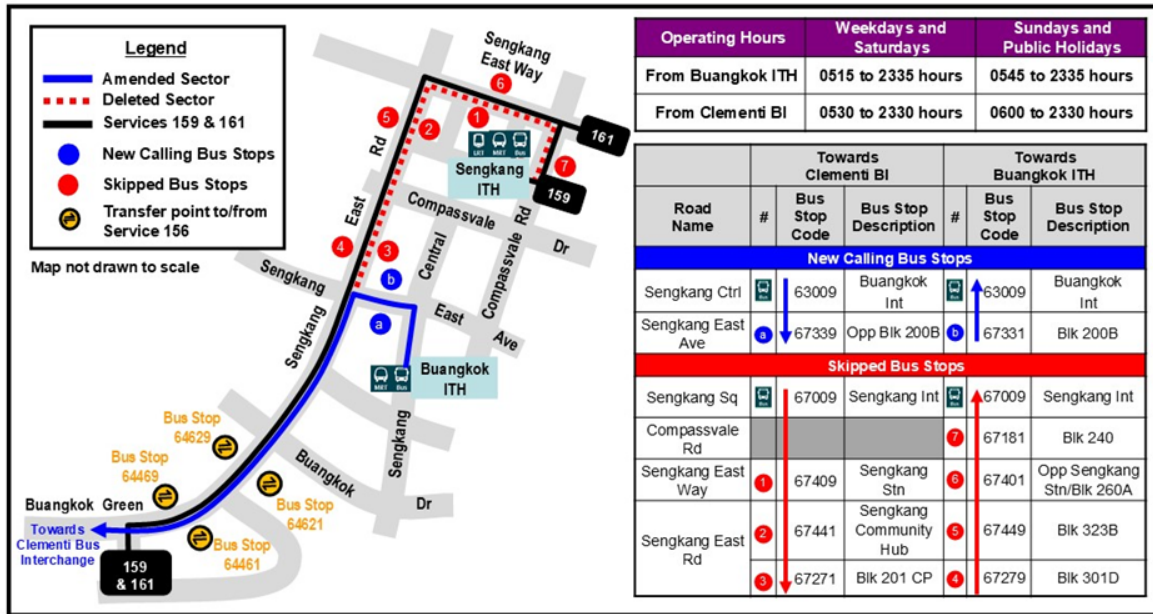 Legend
Amended Sector
Deleted Sector
Services 159 & 161
New Calling Bus Stops
Skipped Bus Stops
Transfer point to/from
Service 156
Map not drawn to scale
Sengkang
East Way
6
5
2
1
LRT MRT Bus
161
Rd
Sengkang
ITH
7
159
East
Compassvale
Dr
Rd
4
3
Central
Compassvale
Sengkang
b
a
East
Ave
Sengkang
MRT Bus
Buangkok
ITH
Sengkang
Bus Stop
64629
Bus Stop
64469
Buangkok
Dr
Bus Stop
64621
Buangkok Green
Towards
Clementi Bus
Interchange
Bus Stop
64461
159
& 161
Operating Hours
Weekdays and
Saturdays
Sundays and
Public Holidays
From Buangkok ITH 0515 to 2335 hours 0545 to 2335 hours
From Clementi BI 0530 to 2330 hours 0600 to 2330 hours
Towards
Clementi BI
Towards
Buangkok ITH
Road
Name
#
Bus
Stop
Code
Bus Stop
Description
#
Bus
Stop
Code
Bus Stop
Description
New Calling Bus Stops
Sengkang Ctrl Bus 63009 Buangkok
Int
Bus 63009 Buangkok
Int
Sengkang East
Ave
a 67339 Opp Blk 200B b 67331 Blk 200B
Skipped Bus Stops
Sengkang Sq Bus 67009 Sengkang Int Bus 67009 Sengkang Int
Compassvale
Rd
7 67181 Blk 240
Sengkang East
Way
1 67409 Sengkang
Stn
6 67401 Opp Sengkang
Stn/Blk 260A
Sengkang East
Rd
2 67441 Sengkang
Community
Hub
5 67449 Blk 323B
3 67271 Blk 201 CP 4 67279 Blk 301D